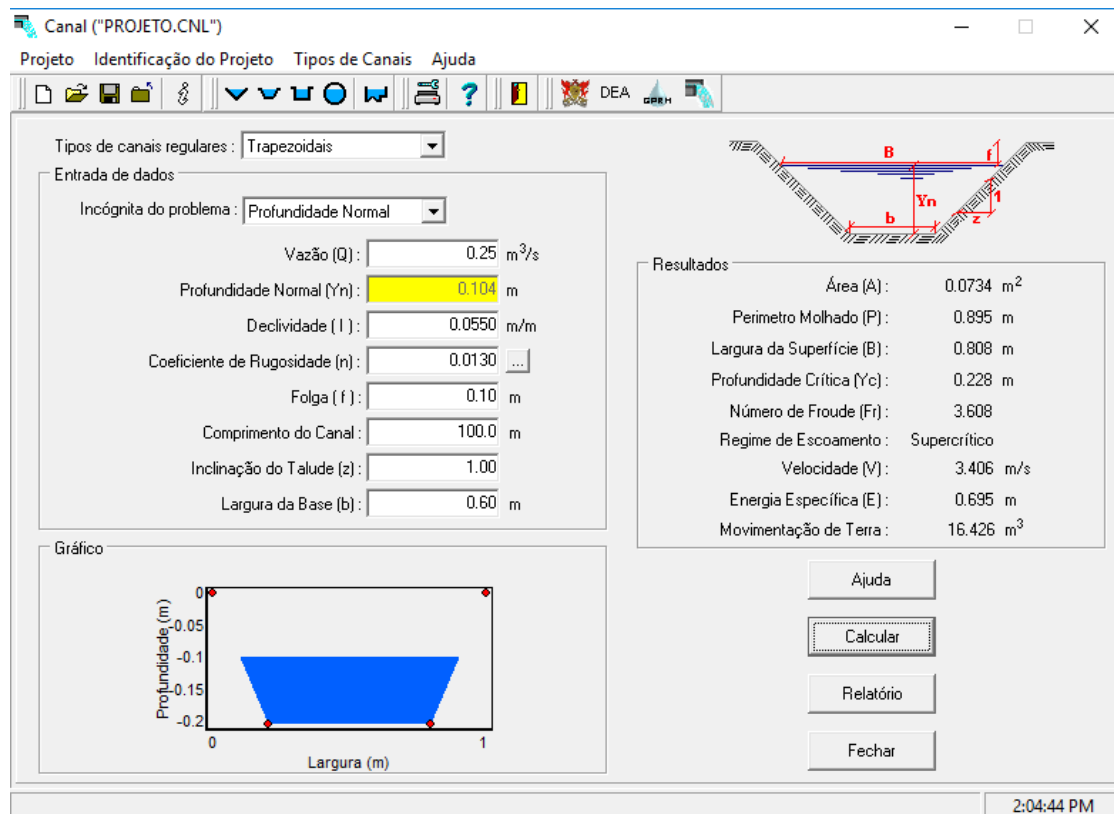 Canal ("PROJETO.CNL")
Projeto Identificação do Projeto Tipos de Canais Ajuda
DEA GPRH
Tipos de canais regulares : Trapezoidais
Entrada de dados
Incógnita do problema : Profundidade Normal
Vazão (Q) : 0.25 m³/s
Profundidade Normal (Yn) : 0.104 m
Declividade ( I ) : 0.0550 m/m
Coeficiente de Rugosidade (n) : 0.0130 ...
Folga ( f ) : 0.10 m
Comprimento do Canal : 100.0 m
Inclinação do Talude (z) : 1.00
Largura da Base (b) : 0.60 m
B f
Yn 1
b z
Resultados
Área (A) : 0.0734 m²
Perimetro Molhado (P) : 0.895 m
Largura da Superfície (B) : 0.808 m
Profundidade Crítica (Yc) : 0.228 m
Número de Froude (Fr) : 3.608
Regime de Escoamento : Supercrítico
Velocidade (V) : 3.406 m/s
Energia Específica (E) : 0.695 m
Movimentação de Terra : 16.426 m³
Gráfico
Profundidade (m)
0
-0.05
-0.1
-0.15
-0.2
0 1
Largura (m)
Ajuda
Calcular
Relatório
Fechar
2:04:44 PM